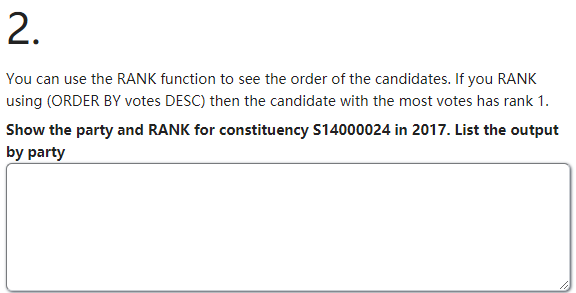 2.
You can use the RANK function to see the order of the candidates. If you RANK
using (ORDER BY votes DESC) then the candidate with the most votes has rank 1.
Show the party and RANK for constituency S14000024 in 2017. List the output
by party